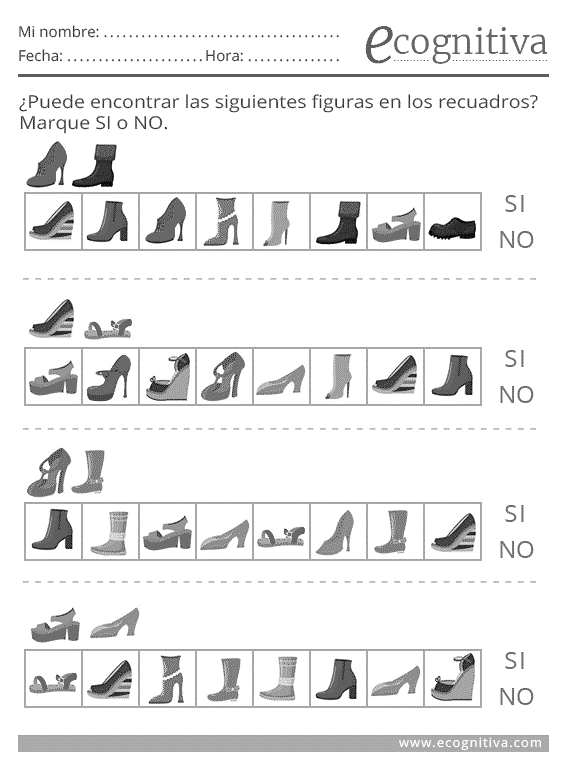 Mi nombre: .....................................
Fecha: ..................... Hora: ..............
ecognitiva
¿Puede encontrar las siguientes figuras en los recuadros?
Marque SI o NO.
SI
NO
SI
NO
SI
NO
SI
NO
www.ecognitiva.com